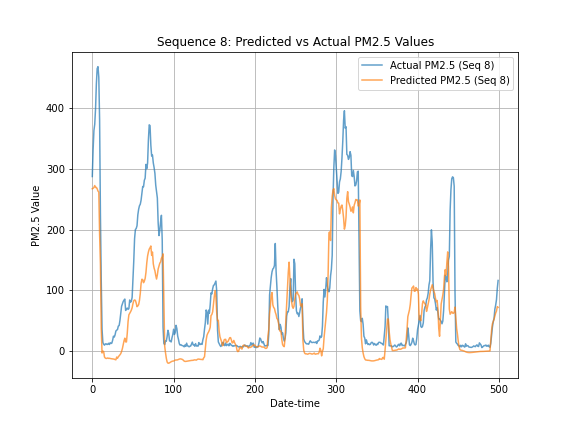 Sequence 8: Predicted vs Actual PM2.5 Values
Actual PM2.5 (Seq 8)
Predicted PM2.5 (Seq 8)
PM2.5 Value
400
300
200
100
0
0 100 200 300 400 500
Date-time